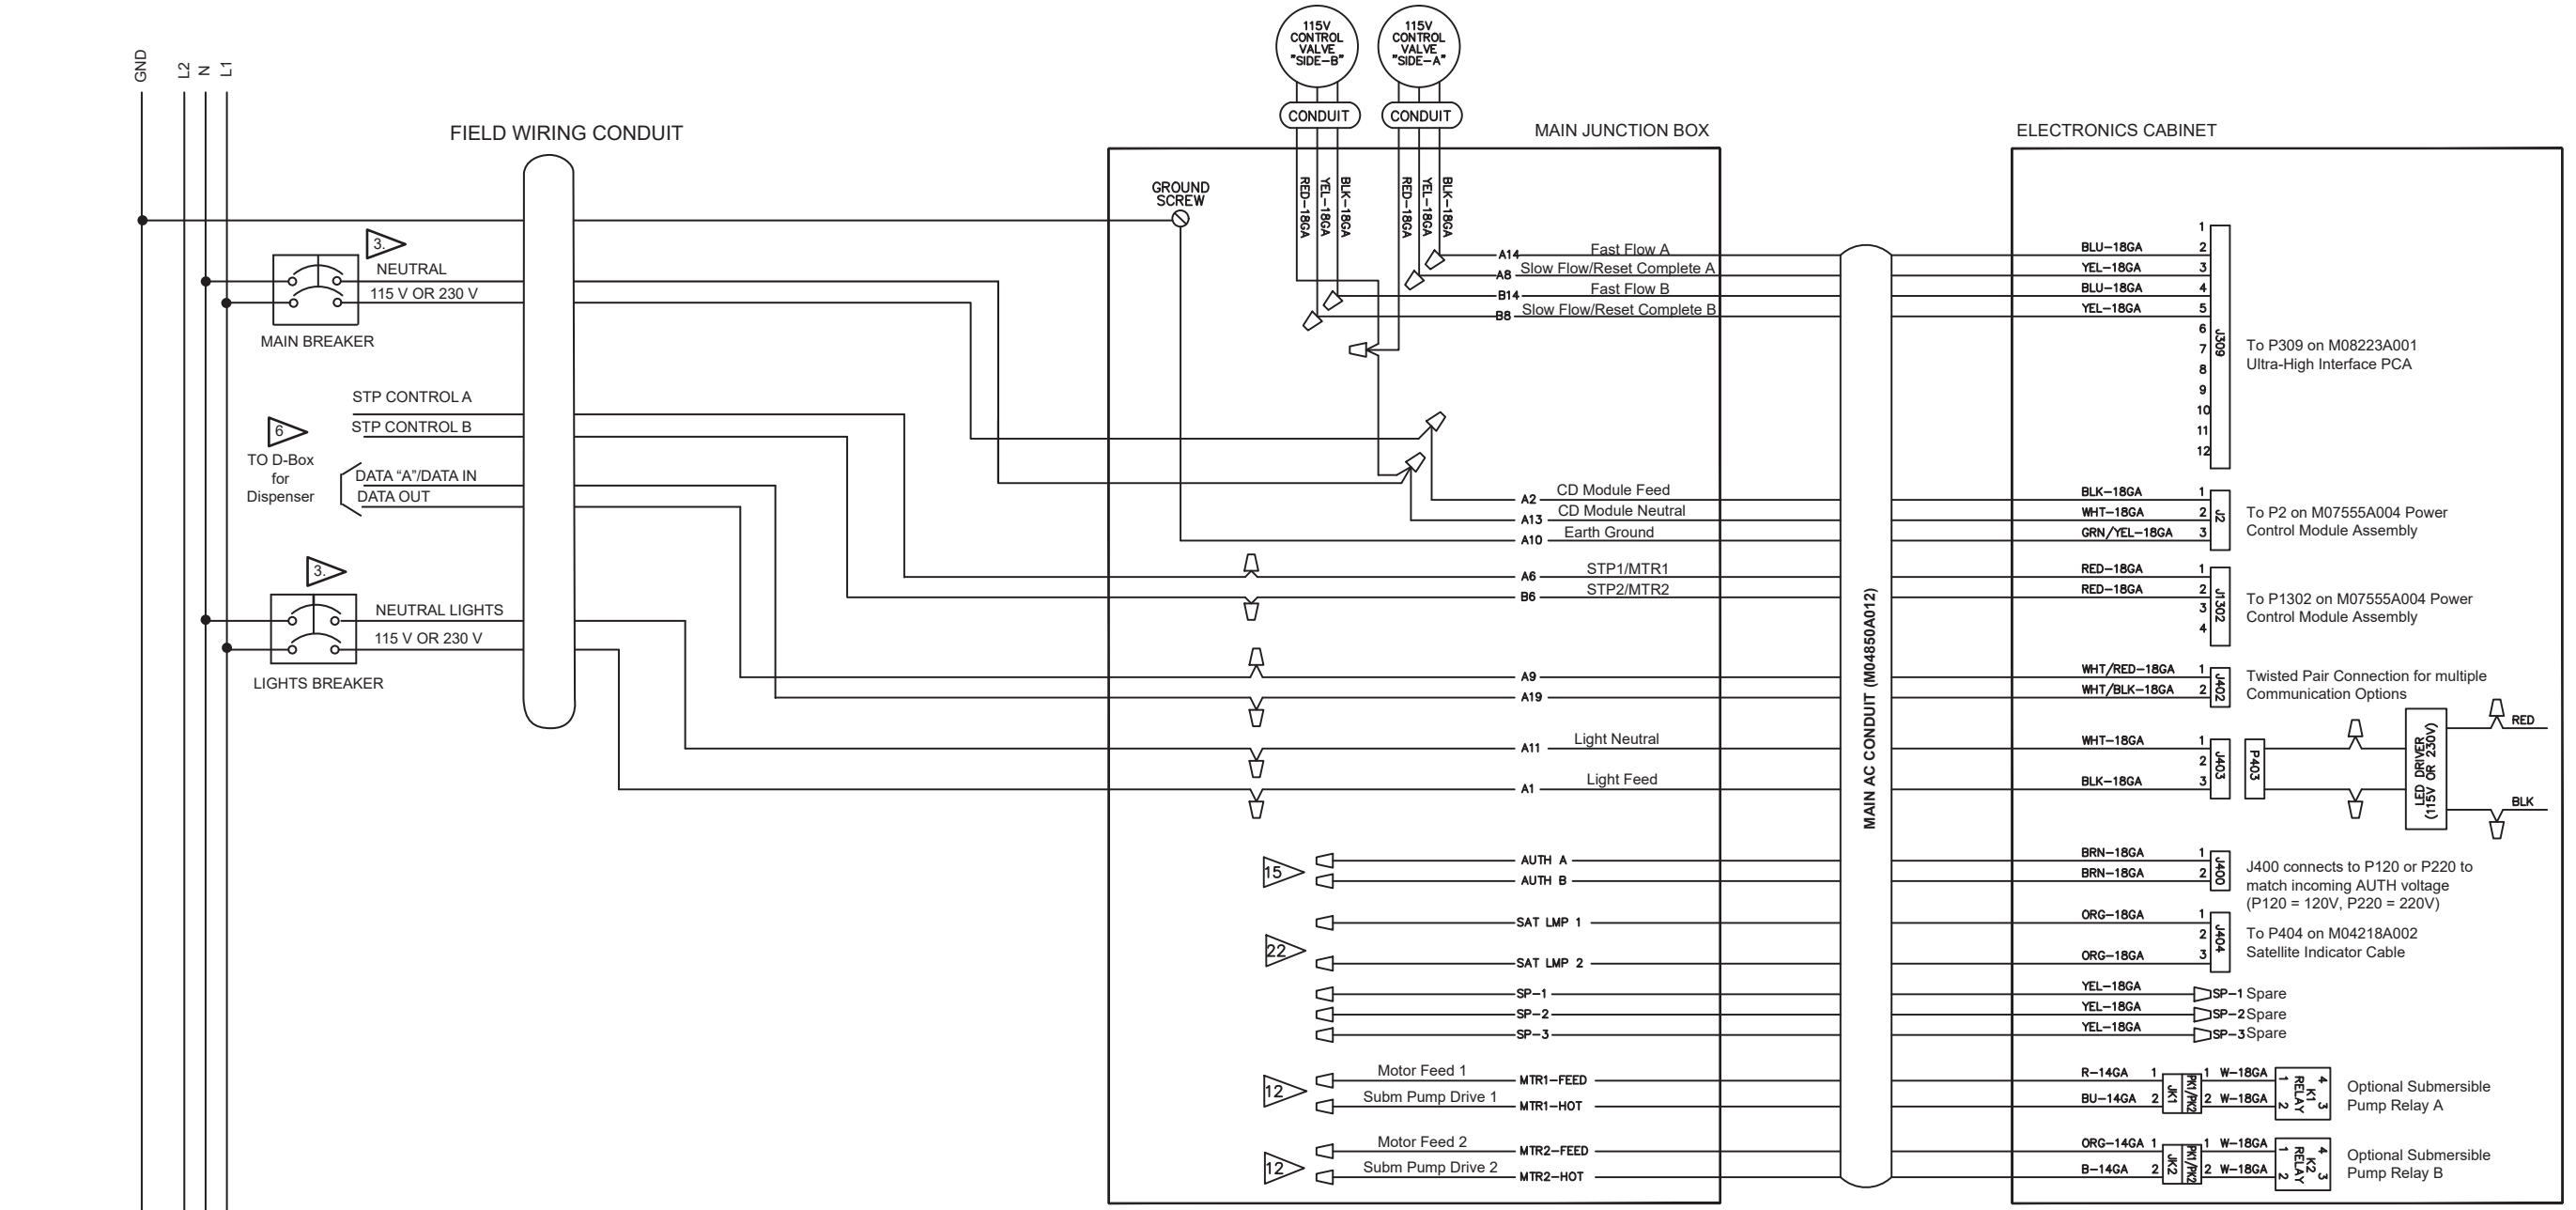 GND
L2
N
L1
FIELD WIRING CONDUIT
3.
NEUTRAL
115 V OR 230 V
MAIN BREAKER
STP CONTROL A
STP CONTROL B
6
TO D-Box
for
Dispenser
DATA “A”/DATA IN
DATA OUT
3.
NEUTRAL LIGHTS
115 V OR 230 V
LIGHTS BREAKER
115V
CONTROL
VALVE
"SIDE-B"
115V
CONTROL
VALVE
"SIDE-A"
CONDUIT
CONDUIT
MAIN JUNCTION BOX
GROUND
SCREW
RED-18GA
YEL-18GA
BLK-18GA
RED-18GA
YEL-18GA
BLK-18GA
A14 Fast Flow A
A8 Slow Flow/Reset Complete A
B14 Fast Flow B
B8 Slow Flow/Reset Complete B
A2 CD Module Feed
A13 CD Module Neutral
A10 Earth Ground
A6 STP1/MTR1
B6 STP2/MTR2
A9
A19
A11 Light Neutral
A1 Light Feed
15
AUTH A
AUTH B
22
SAT LMP 1
SAT LMP 2
SP-1
SP-2
SP-3
12
Motor Feed 1 MTR1-FEED
Subm Pump Drive 1 MTR1-HOT
12
Motor Feed 2 MTR2-FEED
Subm Pump Drive 2 MTR2-HOT
MAIN AC CONDUIT (M04850A012)
ELECTRONICS CABINET
1
BLU-18GA 2
YEL-18GA 3
BLU-18GA 4
YEL-18GA 5
6
7
8
9
10
11
12
J309
To P309 on M08223A001
Ultra-High Interface PCA
BLK-18GA 1
WHT-18GA 2
GRN/YEL-18GA 3
J2
To P2 on M07555A004 Power
Control Module Assembly
RED-18GA 1
RED-18GA 2
3
4
J1302
To P1302 on M07555A004 Power
Control Module Assembly
WHT/RED-18GA 1
WHT/BLK-18GA 2
J402
Twisted Pair Connection for multiple
Communication Options
WHT-18GA 1
2
BLK-18GA 3
J403
P403
LED DRIVER
(115V OR 230V)
RED
BLK
BRN-18GA 1
BRN-18GA 2
J400
J400 connects to P120 or P220 to
match incoming AUTH voltage
(P120 = 120V, P220 = 220V)
ORG-18GA 1
2
ORG-18GA 3
J404
To P404 on M04218A002
Satellite Indicator Cable
YEL-18GA SP-1 Spare
YEL-18GA SP-2 Spare
YEL-18GA SP-3 Spare
R-14GA 1
BU-14GA 2
JK1
PK1/PK2
1 W-18GA
2 W-18GA
1
2
K1
RELAY
4
3
Optional Submersible
Pump Relay A
ORG-14GA 1
B-14GA 2
JK2
PK1/PK2
1 W-18GA
2 W-18GA
1
2
K2
RELAY
4
3
Optional Submersible
Pump Relay B